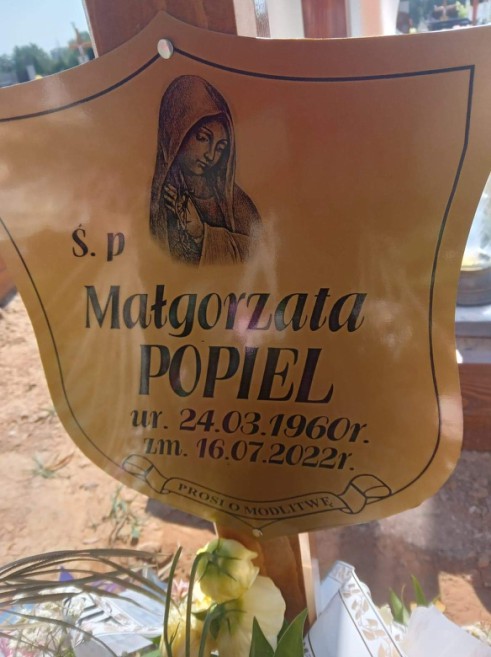 Ś. p
Małgorzata
POPIEL
ur. 24.03.1960r.
zm. 16.07.2022r.
PROSI O MODLITWĘ